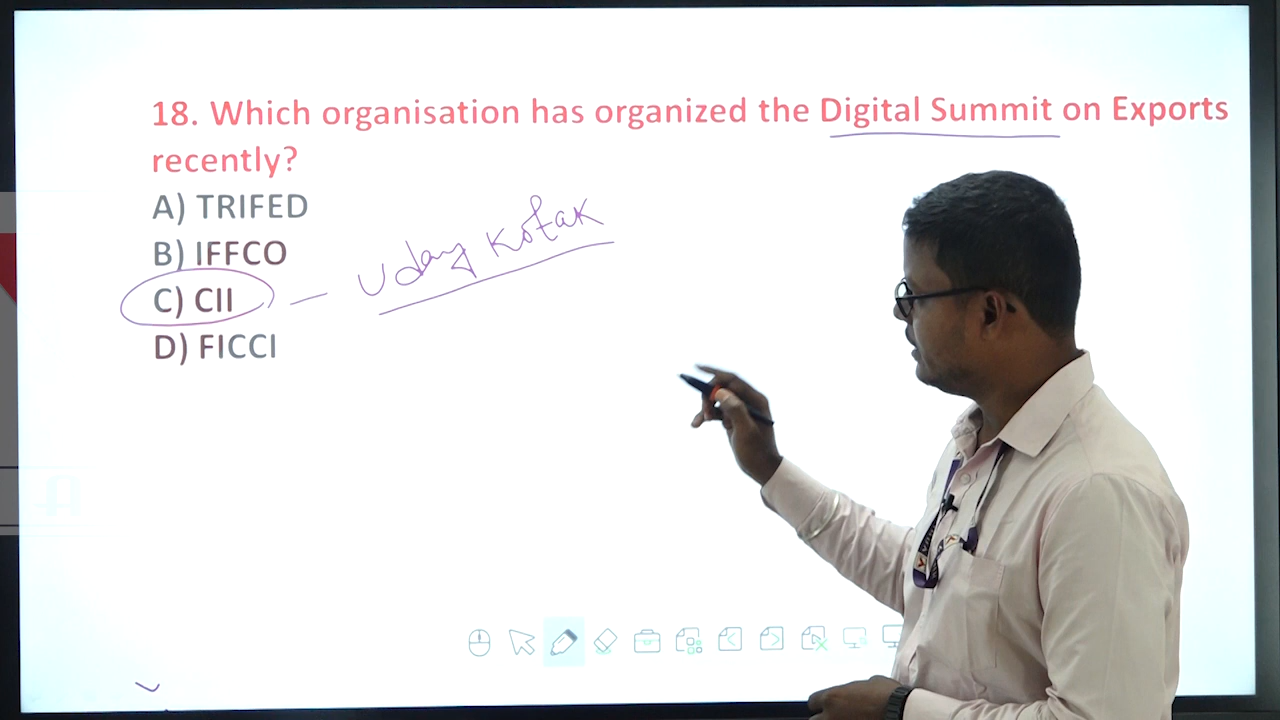 18. Which organisation has organized the Digital Summit on Exports
recently?
A) TRIFED
B) IFFCO
C) CII – Uday Kotak
D) FICCI